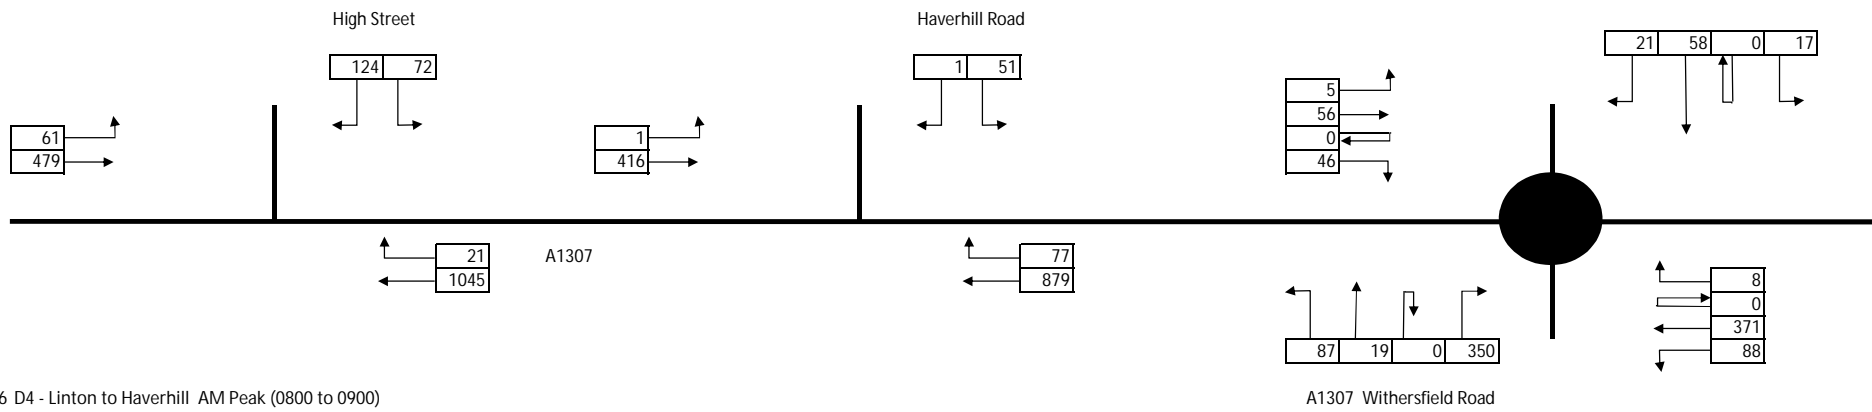 High Street
Haverhill Road
21 58 0 17
124 72
1 51
5
56
0
46
61
479
1
416
21
1045
A1307
77
879
8
0
371
88
87 19 0 350
6 D4 - Linton to Haverhill AM Peak (0800 to 0900)
A1307 Withersfield Road